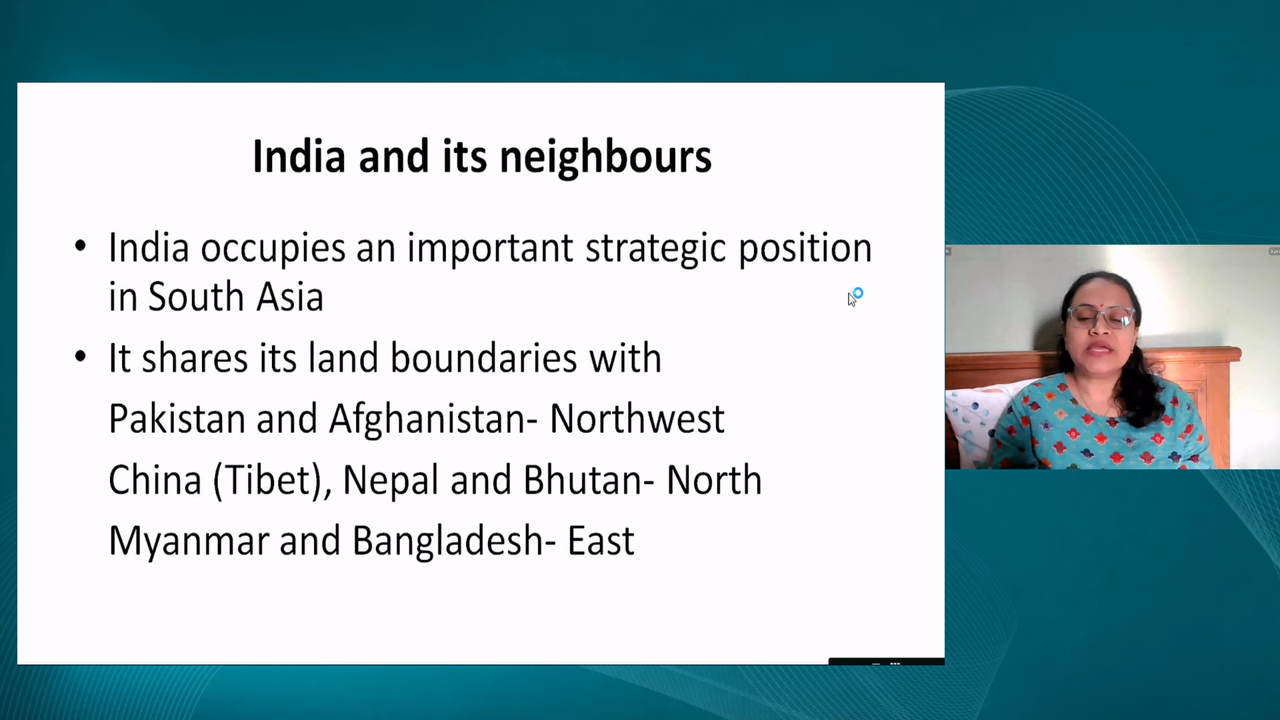 India and its neighbours
• India occupies an important strategic position
in South Asia
• It shares its land boundaries with
Pakistan and Afghanistan- Northwest
China (Tibet), Nepal and Bhutan- North
Myanmar and Bangladesh- East